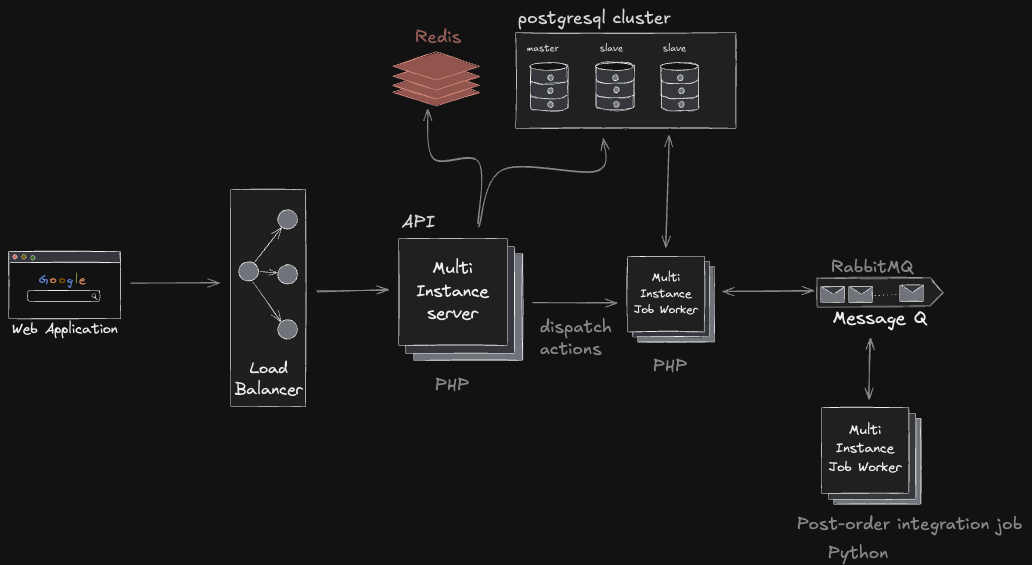 postgresql cluster
Redis
master
slave
slave
API
Multi
Instance
server
PHP
Google
Web Application
Load
Balancer
dispatch
actions
Multi
Instance
Job Worker
PHP
RabbitMQ
Message Q
Multi
Instance
Job Worker
Post-order integration job
Python